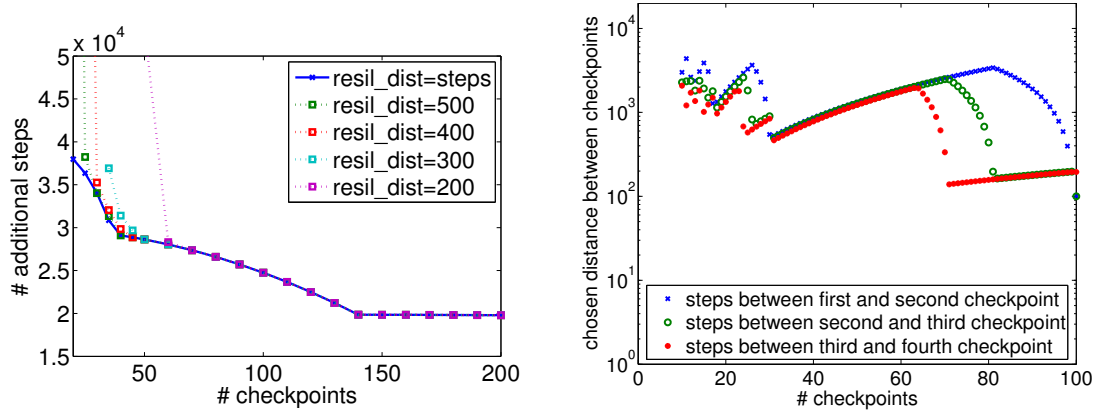 x 10^4
5
4.5
4
3.5
3
2.5
2
1.5
# additional steps
50
100
150
200
# checkpoints
resil_dist=steps
resil_dist=500
resil_dist=400
resil_dist=300
resil_dist=200
10^4
10^3
10^2
10^1
10^0
chosen distance between checkpoints
0
20
40
60
80
100
# checkpoints
steps between first and second checkpoint
steps between second and third checkpoint
steps between third and fourth checkpoint